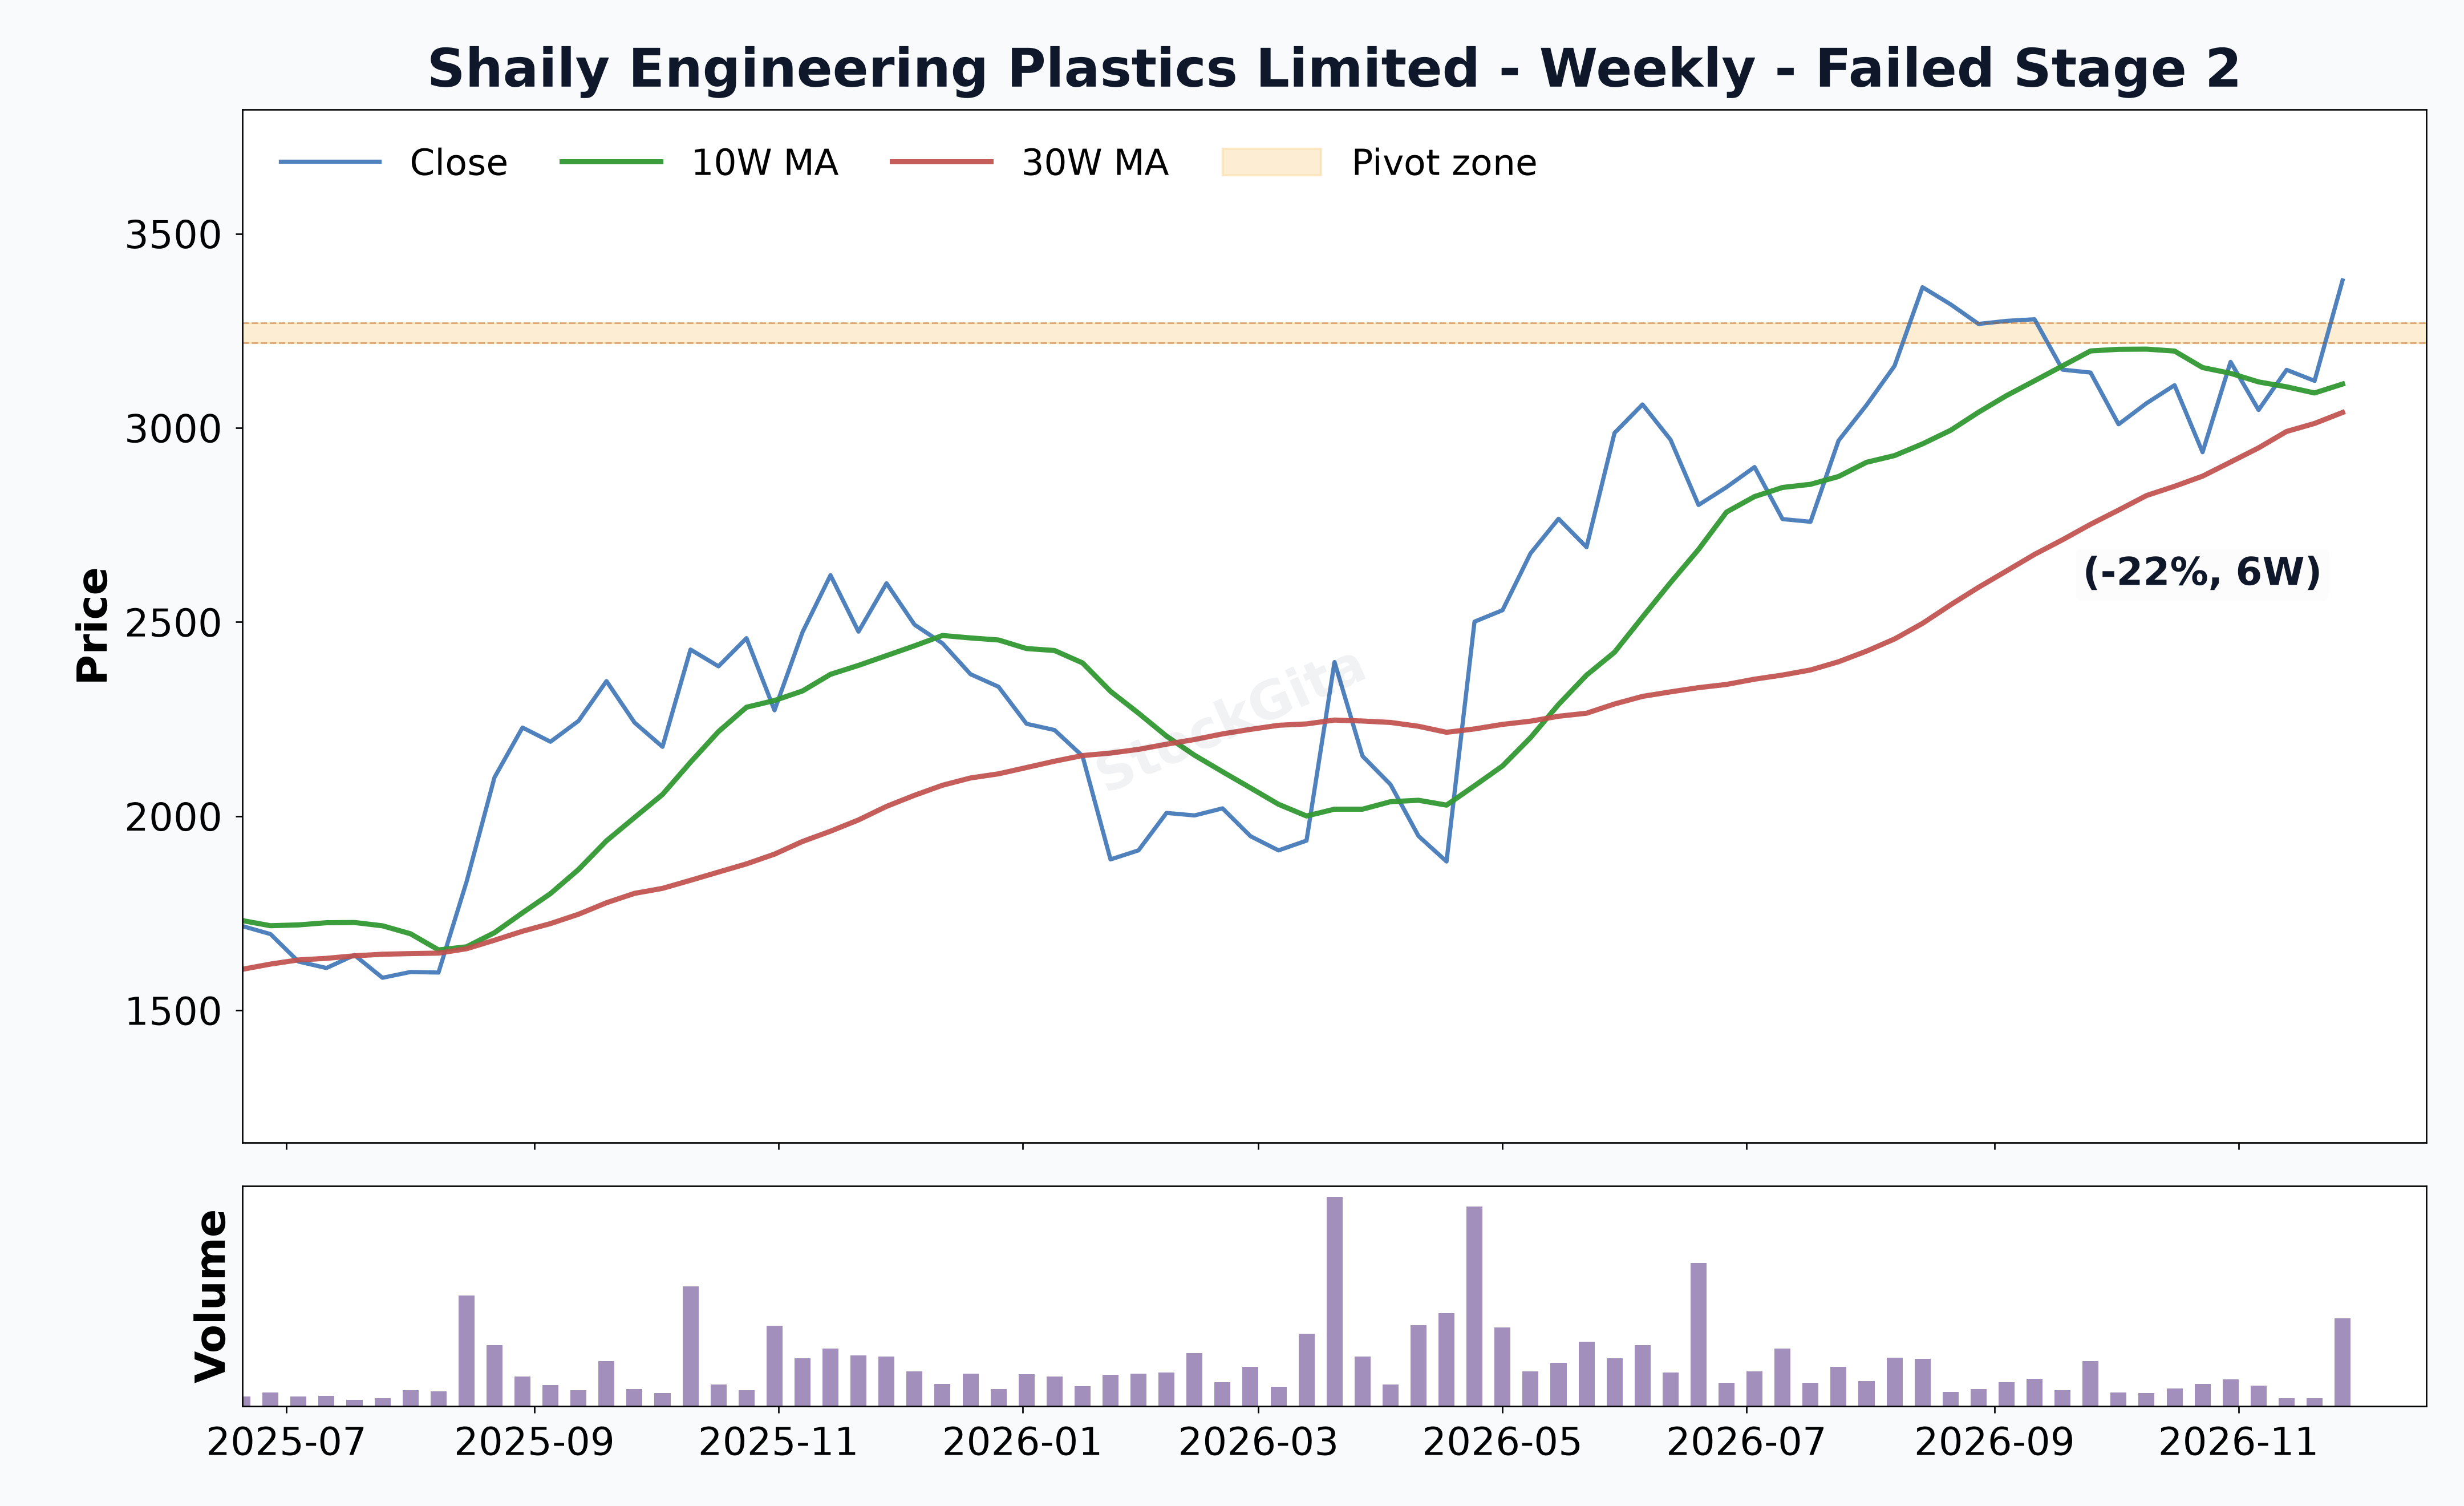 Shaily Engineering Plastics Limited - Weekly - Failed Stage 2
Close
10W MA
30W MA
Pivot zone
3500
3000
2500
2000
1500
Price
(-22%, 6W)
StockGita
Volume
2025-07
2025-09
2025-11
2026-01
2026-03
2026-05
2026-07
2026-09
2026-11